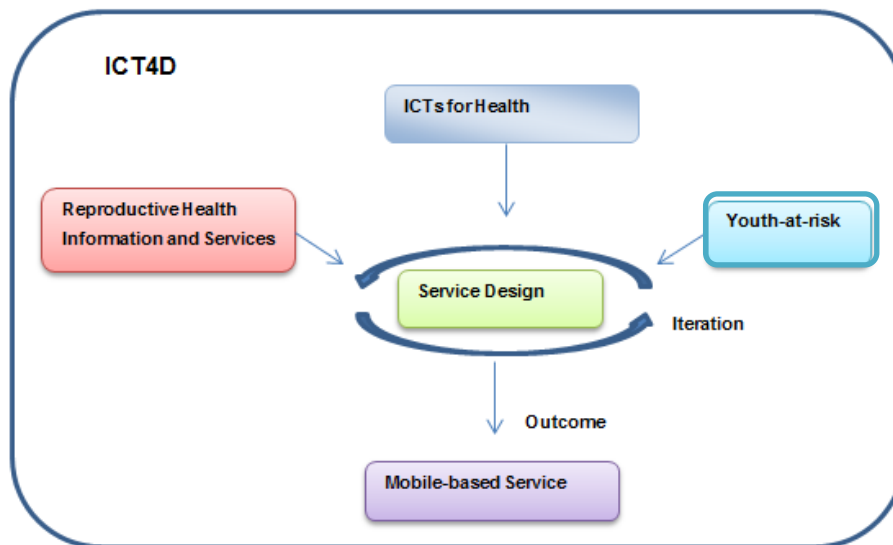 ICT4D
ICTs for Health
Reproductive Health
Information and Services
Youth-at-risk
Service Design
Iteration
Outcome
Mobile-based Service